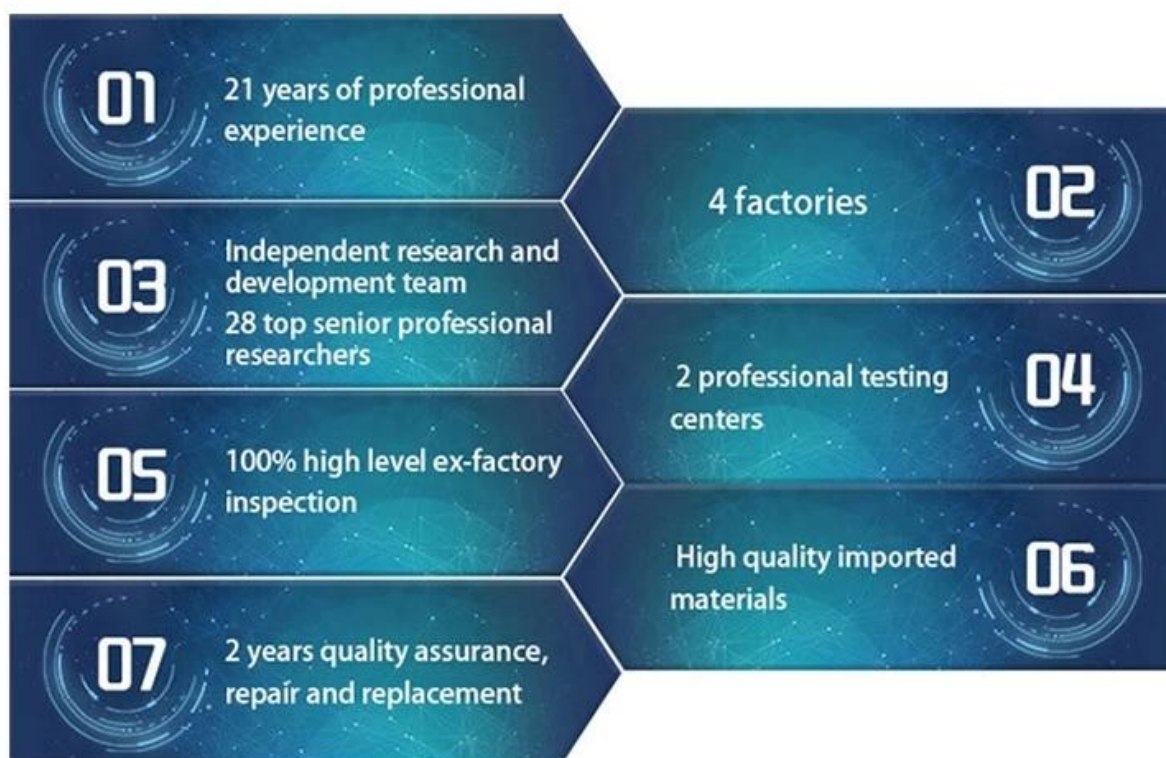 01
21 years of professional
experience
02
4 factories
03
Independent research and
development team
28 top senior professional
researchers
04
2 professional testing
centers
05
100% high level ex-factory
inspection
06
High quality imported
materials
07
2 years quality assurance,
repair and replacement